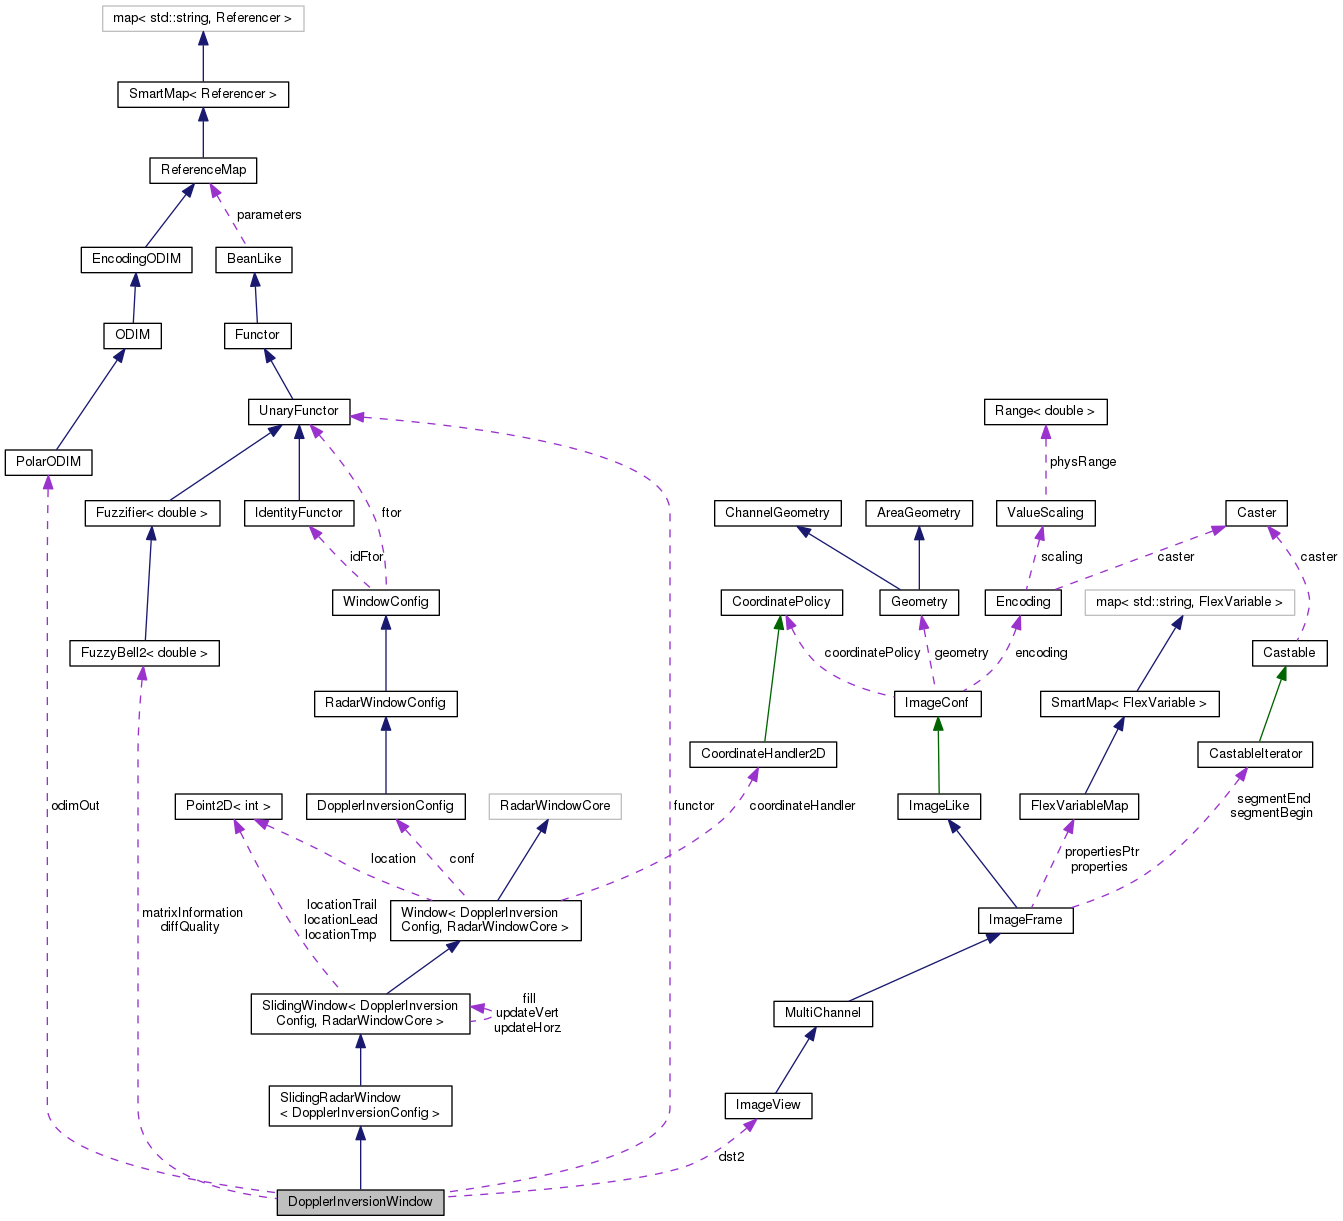 map< std::string, Referencer >
SmartMap< Referencer >
ReferenceMap
parameters
EncodingODIM
BeanLike
ODIM
Functor
UnaryFunctor
Range< double >
PolarODIM
physRange
Fuzzifier< double >
IdentityFunctor
ftor
ChannelGeometry
AreaGeometry
ValueScaling
Caster
idFtor
scaling
caster
caster
WindowConfig
CoordinatePolicy
Geometry
Encoding
map< std::string, FlexVariable >
FuzzyBell2< double >
coordinatePolicy
geometry
encoding
Castable
RadarWindowConfig
ImageConf
SmartMap< FlexVariable >
CoordinateHandler2D
CastableIterator
odimOut
Point2D< int >
DopplerInversionConfig
RadarWindowCore
functor
coordinateHandler
ImageLike
FlexVariableMap
segmentEnd
segmentBegin
location
conf
propertiesPtr
properties
matrixInformation
diffQuality
locationTrail
locationLead
locationTmp
Window< DopplerInversion
Config, RadarWindowCore >
ImageFrame
SlidingWindow< DopplerInversion
Config, RadarWindowCore >
fill
updateVert
updateHorz
MultiChannel
SlidingRadarWindow
< DopplerInversionConfig >
ImageView
dst2
DopplerInversionWindow